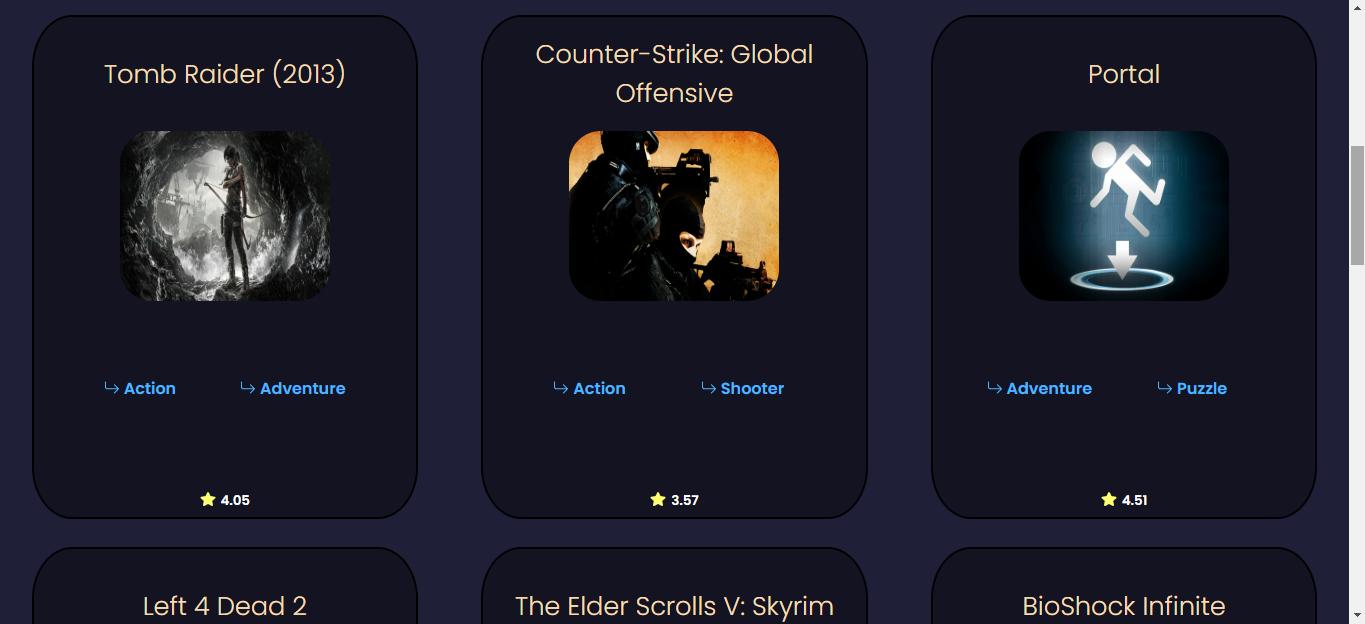 Tomb Raider (2013)
Counter-Strike: Global
Offensive
Portal
Action
Adventure
Action
Shooter
Adventure
Puzzle
4.05
3.57
4.51
Left 4 Dead 2
The Elder Scrolls V: Skyrim
BioShock Infinite